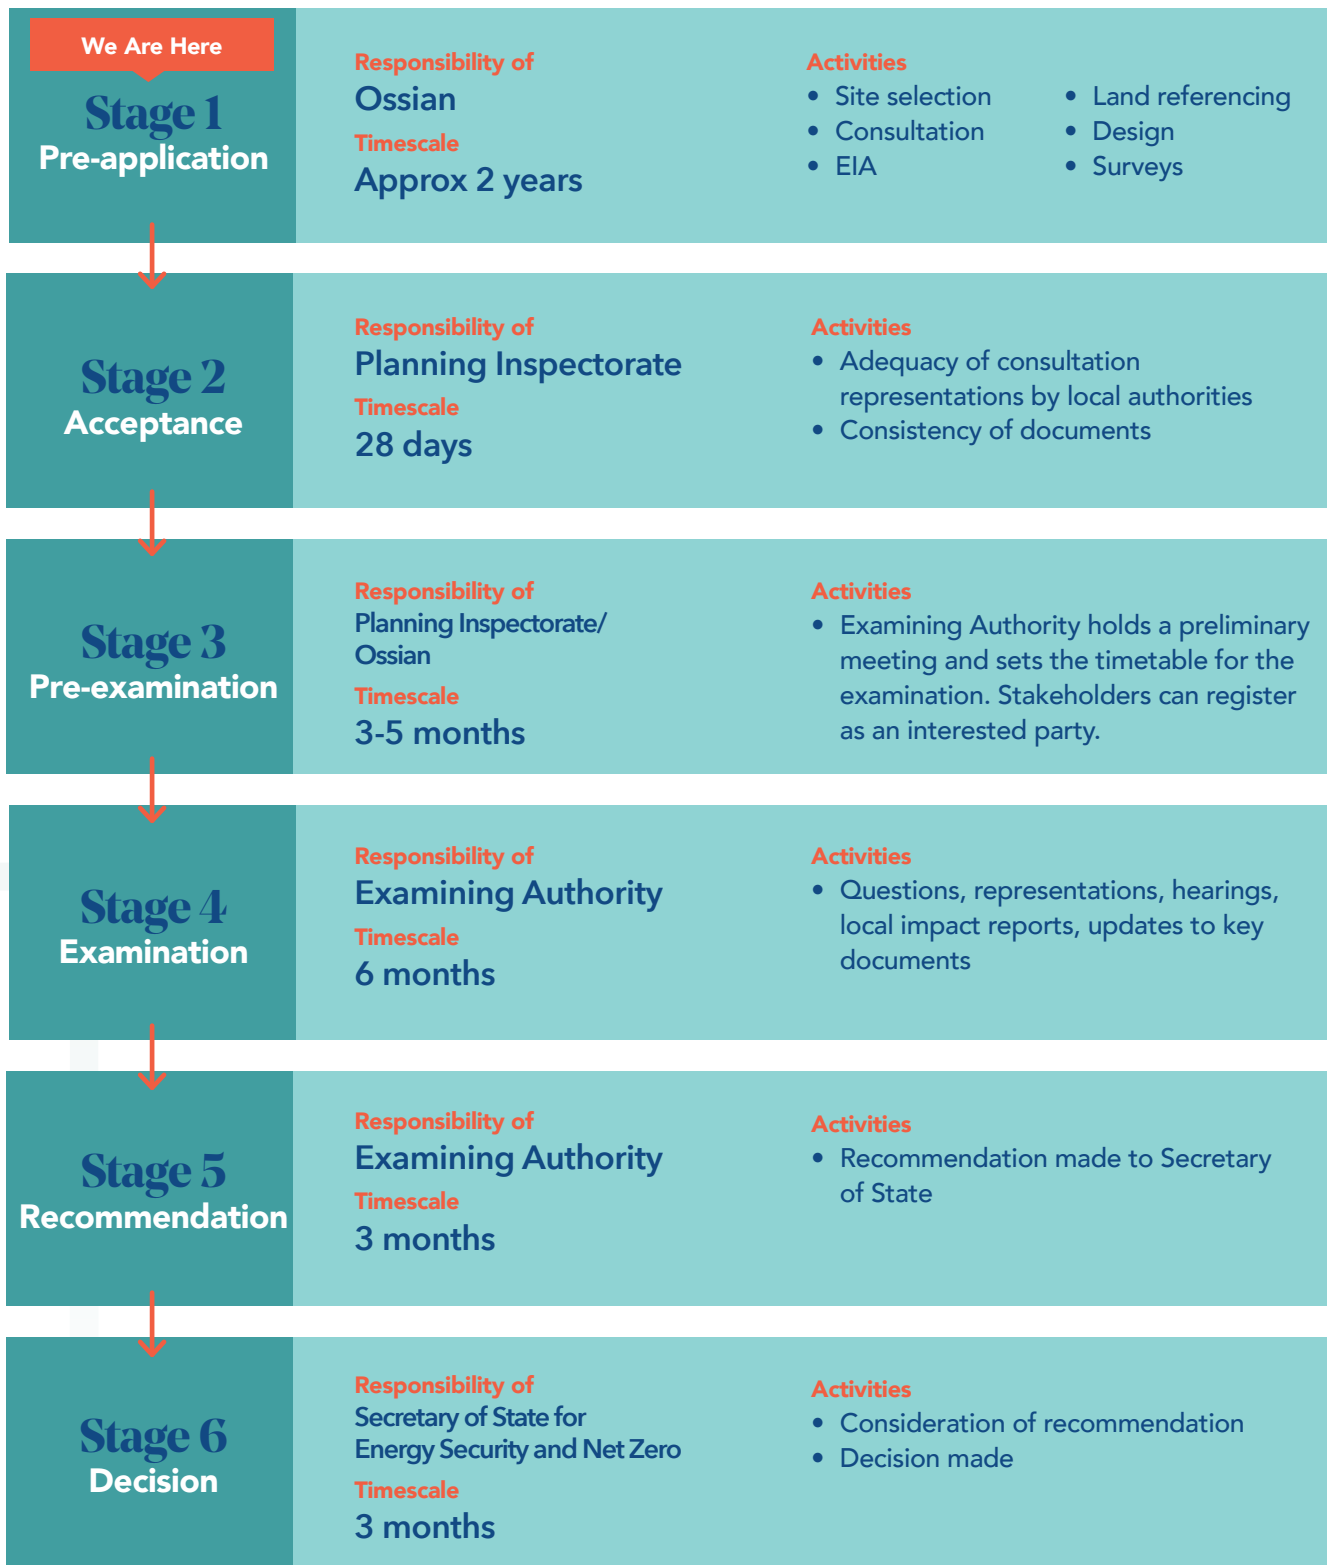 We Are Here
Stage 1
Pre-application
Responsibility of
Ossian
Timescale
Approx 2 years
Activities
• Site selection
• Consultation
• EIA
• Land referencing
• Design
• Surveys
Stage 2
Acceptance
Responsibility of
Planning Inspectorate
Timescale
28 days
Activities
• Adequacy of consultation
representations by local authorities
• Consistency of documents
Stage 3
Pre-examination
Responsibility of
Planning Inspectorate/
Ossian
Timescale
3-5 months
Activities
• Examining Authority holds a preliminary
meeting and sets the timetable for the
examination. Stakeholders can register
as an interested party.
Stage 4
Examination
Responsibility of
Examining Authority
Timescale
6 months
Activities
• Questions, representations, hearings,
local impact reports, updates to key
documents
Stage 5
Recommendation
Responsibility of
Examining Authority
Timescale
3 months
Activities
• Recommendation made to Secretary
of State
Stage 6
Decision
Responsibility of
Secretary of State for
Energy Security and Net Zero
Timescale
3 months
Activities
• Consideration of recommendation
• Decision made